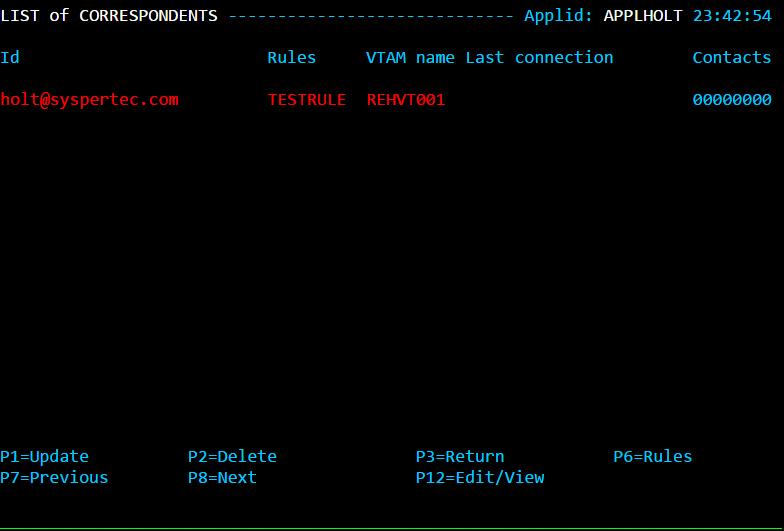 LIST of CORRESPONDENTS ----------------------------- Applid: APPLHOLT 23:42:54
Id Rules VTAM name Last connection Contacts
holt@syspertec.com TESTRULE REHVT001 00000000
P1=Update P2=Delete P3=Return P6=Rules
P7=Previous P8=Next P12=Edit/View